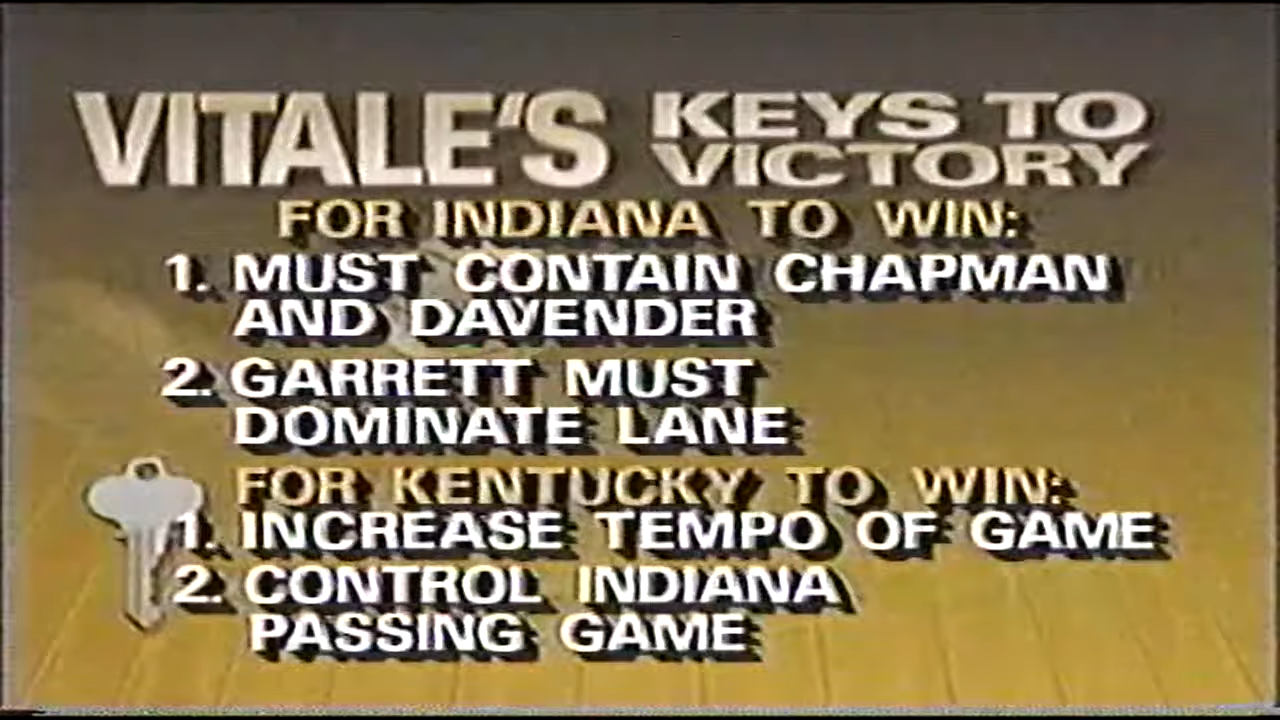 VITALE'S KEYS TO VICTORY
FOR INDIANA TO WIN:
1. MUST CONTAIN CHAPMAN
AND DAVENDER
2. GARRETT MUST
DOMINATE LANE
FOR KENTUCKY TO WIN:
1. INCREASE TEMPO OF GAME
2. CONTROL INDIANA
PASSING GAME